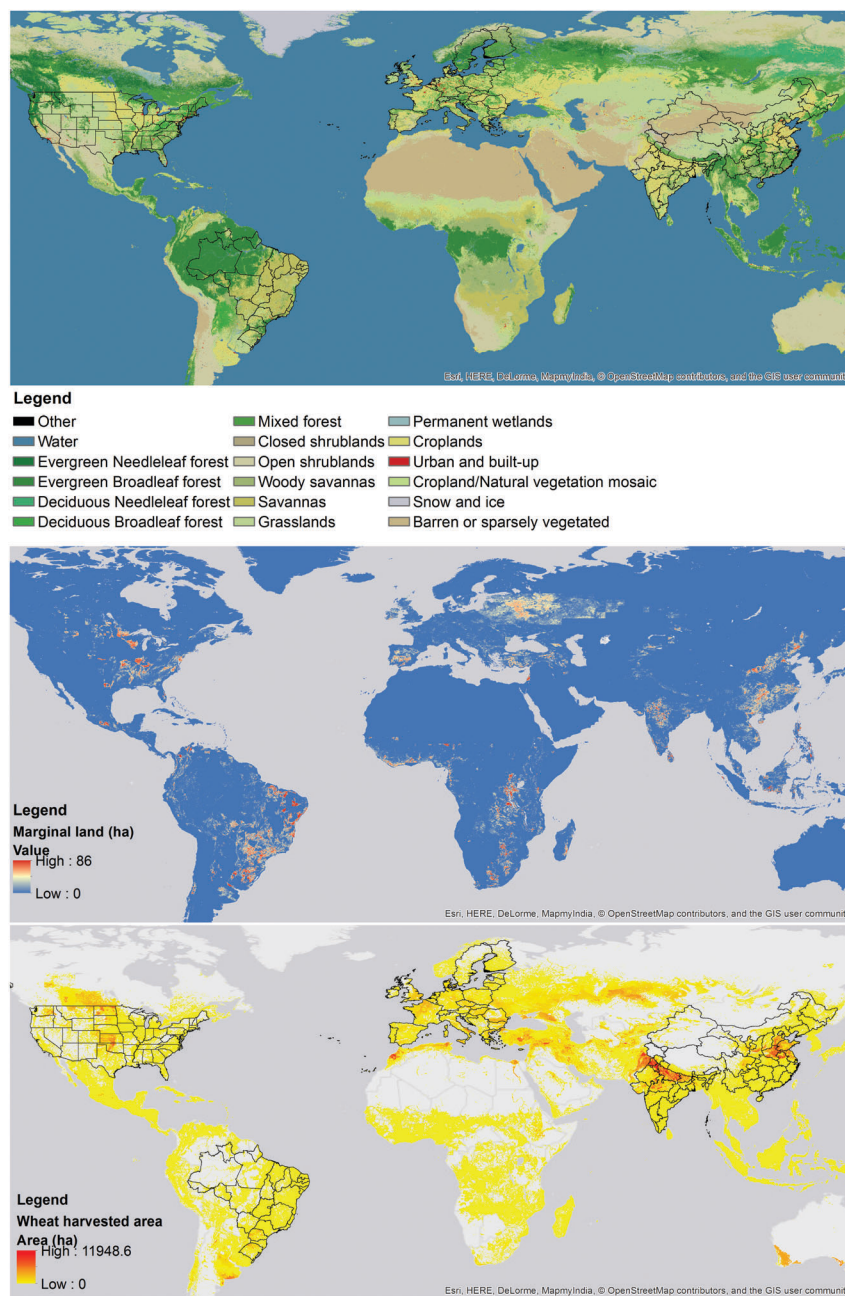 Esri, HERE, DeLorme, MapmyIndia, © OpenStreetMap contributors, and the GIS user communit
Legend
Other
Water
Evergreen Needleleaf forest
Evergreen Broadleaf forest
Deciduous Needleleaf forest
Deciduous Broadleaf forest
Mixed forest
Closed shrublands
Open shrublands
Woody savannas
Savannas
Grasslands
Permanent wetlands
Croplands
Urban and built-up
Cropland/Natural vegetation mosaic
Snow and ice
Barren or sparsely vegetated
Legend
Marginal land (ha)
Value
High : 86
Low : 0
Esri, HERE, DeLorme, MapmyIndia, © OpenStreetMap contributors, and the GIS user communit
Legend
Wheat harvested area
Area (ha)
High : 11948.6
Low : 0
Esri, HERE, DeLorme, MapmyIndia, © OpenStreetMap contributors, and the GIS user communit